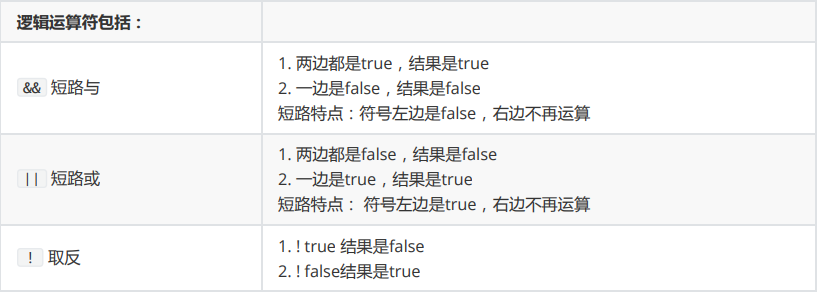 逻辑运算符包括：
&& 短路与
1. 两边都是true，结果是true
2. 一边是false，结果是false
短路特点：符号左边是false，右边不再运算
|| 短路或
1. 两边都是false，结果是false
2. 一边是true，结果是true
短路特点： 符号左边是true，右边不再运算
! 取反
1. ! true 结果是false
2. ! false结果是true